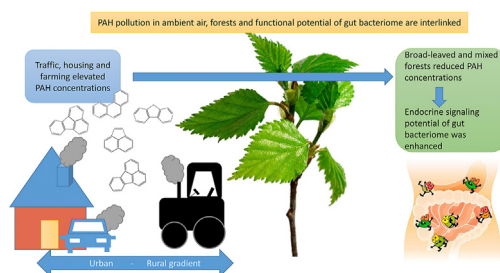 PAH pollution in ambient air, forests and functional potential of gut bacteriome are interlinked
Traffic, housing and
farming elevated
PAH concentrations
Broad-leaved and mixed
forests reduced PAH
concentrations
Endocrine signaling
potential of gut
bacteriome was
enhanced
Urban - Rural gradient